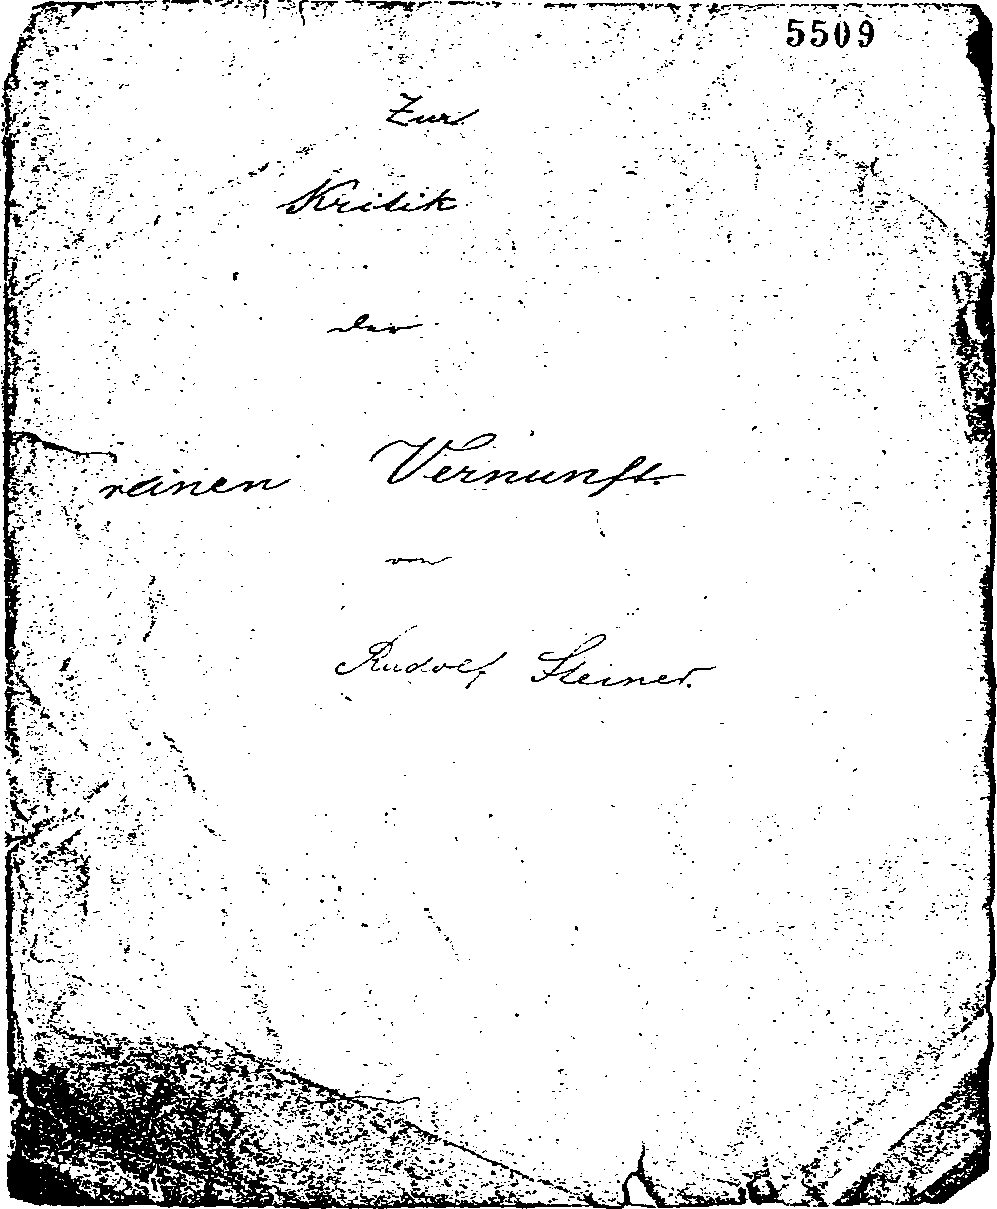 5509
Zur
Kritik
der
reinen Vernunft.
von
Rudolf Steiner.